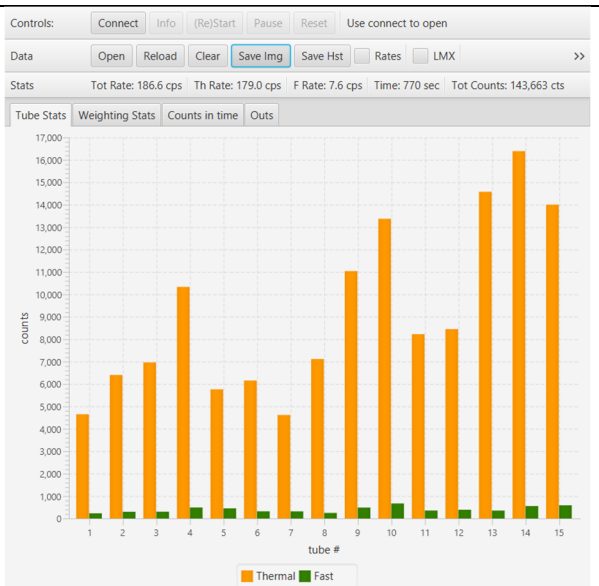 Controls: Connect Info (Re)Start Pause Reset Use connect to open
Data Open Reload Clear Save Img Save Hst Rates LMX >>
Stats Tot Rate: 186.6 cps Th Rate: 179.0 cps F Rate: 7.6 cps Time: 770 sec Tot Counts: 143,663 cts
Tube Stats Weighting Stats Counts in time Outs
17,000
16,000
15,000
14,000
13,000
12,000
11,000
10,000
9,000
8,000
7,000
6,000
5,000
4,000
3,000
2,000
1,000
0
counts
1 2 3 4 5 6 7 8 9 10 11 12 13 14 15
tube #
Thermal Fast